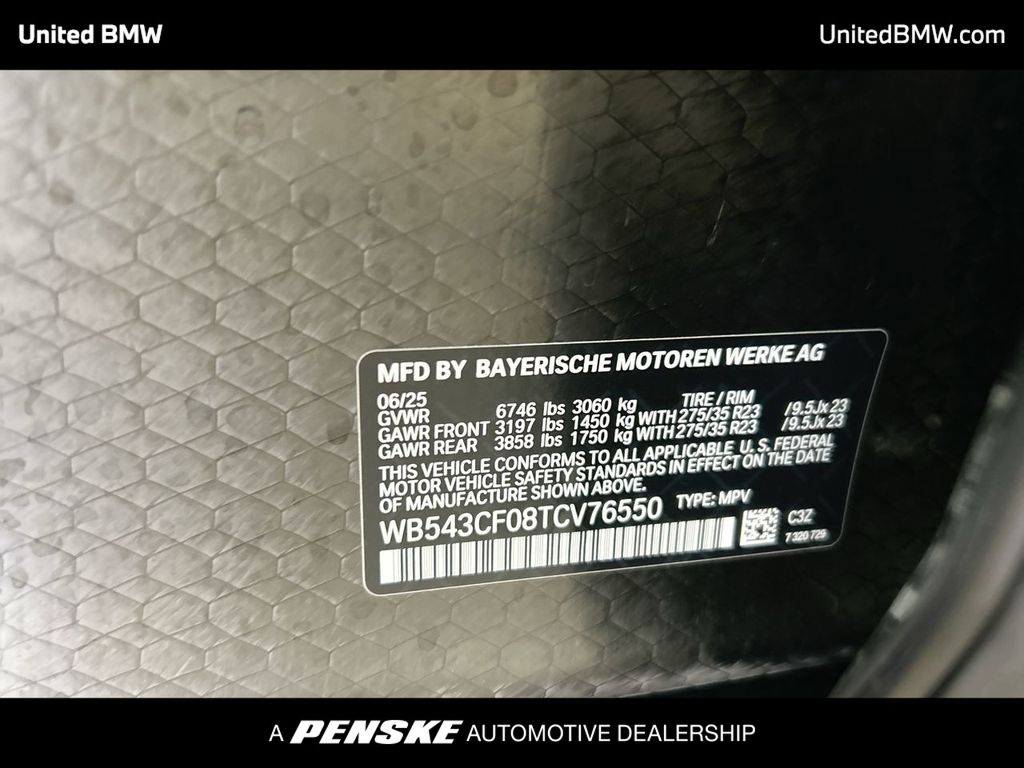 United BMW
UnitedBMW.com
MFD BY BAYERISCHE MOTOREN WERKE AG
06/25 TIRE / RIM
GVWR 6746 lbs 3060 kg
GAWR FRONT 3197 lbs 1450 kg WITH 275/35 R23 /9.5Jx23
GAWR REAR 3858 lbs 1750 kg WITH 275/35 R23 /9.5Jx23
THIS VEHICLE CONFORMS TO ALL APPLICABLE U.S. FEDERAL
MOTOR VEHICLE SAFETY STANDARDS IN EFFECT ON THE DATE
OF MANUFACTURE SHOWN ABOVE.
WB543CF08TCV76550 TYPE: MPV
C3Z
7 320 729
A PENSKE AUTOMOTIVE DEALERSHIP